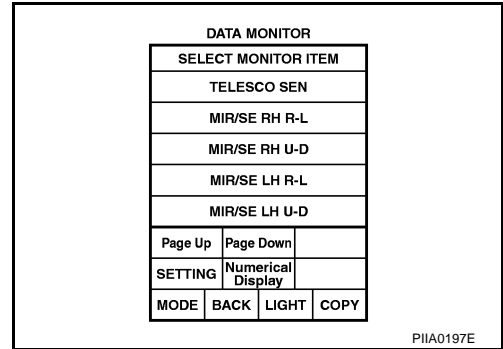 DATA MONITOR
SELECT MONITOR ITEM
TELESCO SEN
MIR/SE RH R-L
MIR/SE RH U-D
MIR/SE LH R-L
MIR/SE LH U-D
Page Up Page Down
SETTING Numerical
Display
MODE BACK LIGHT COPY
PIIA0197E